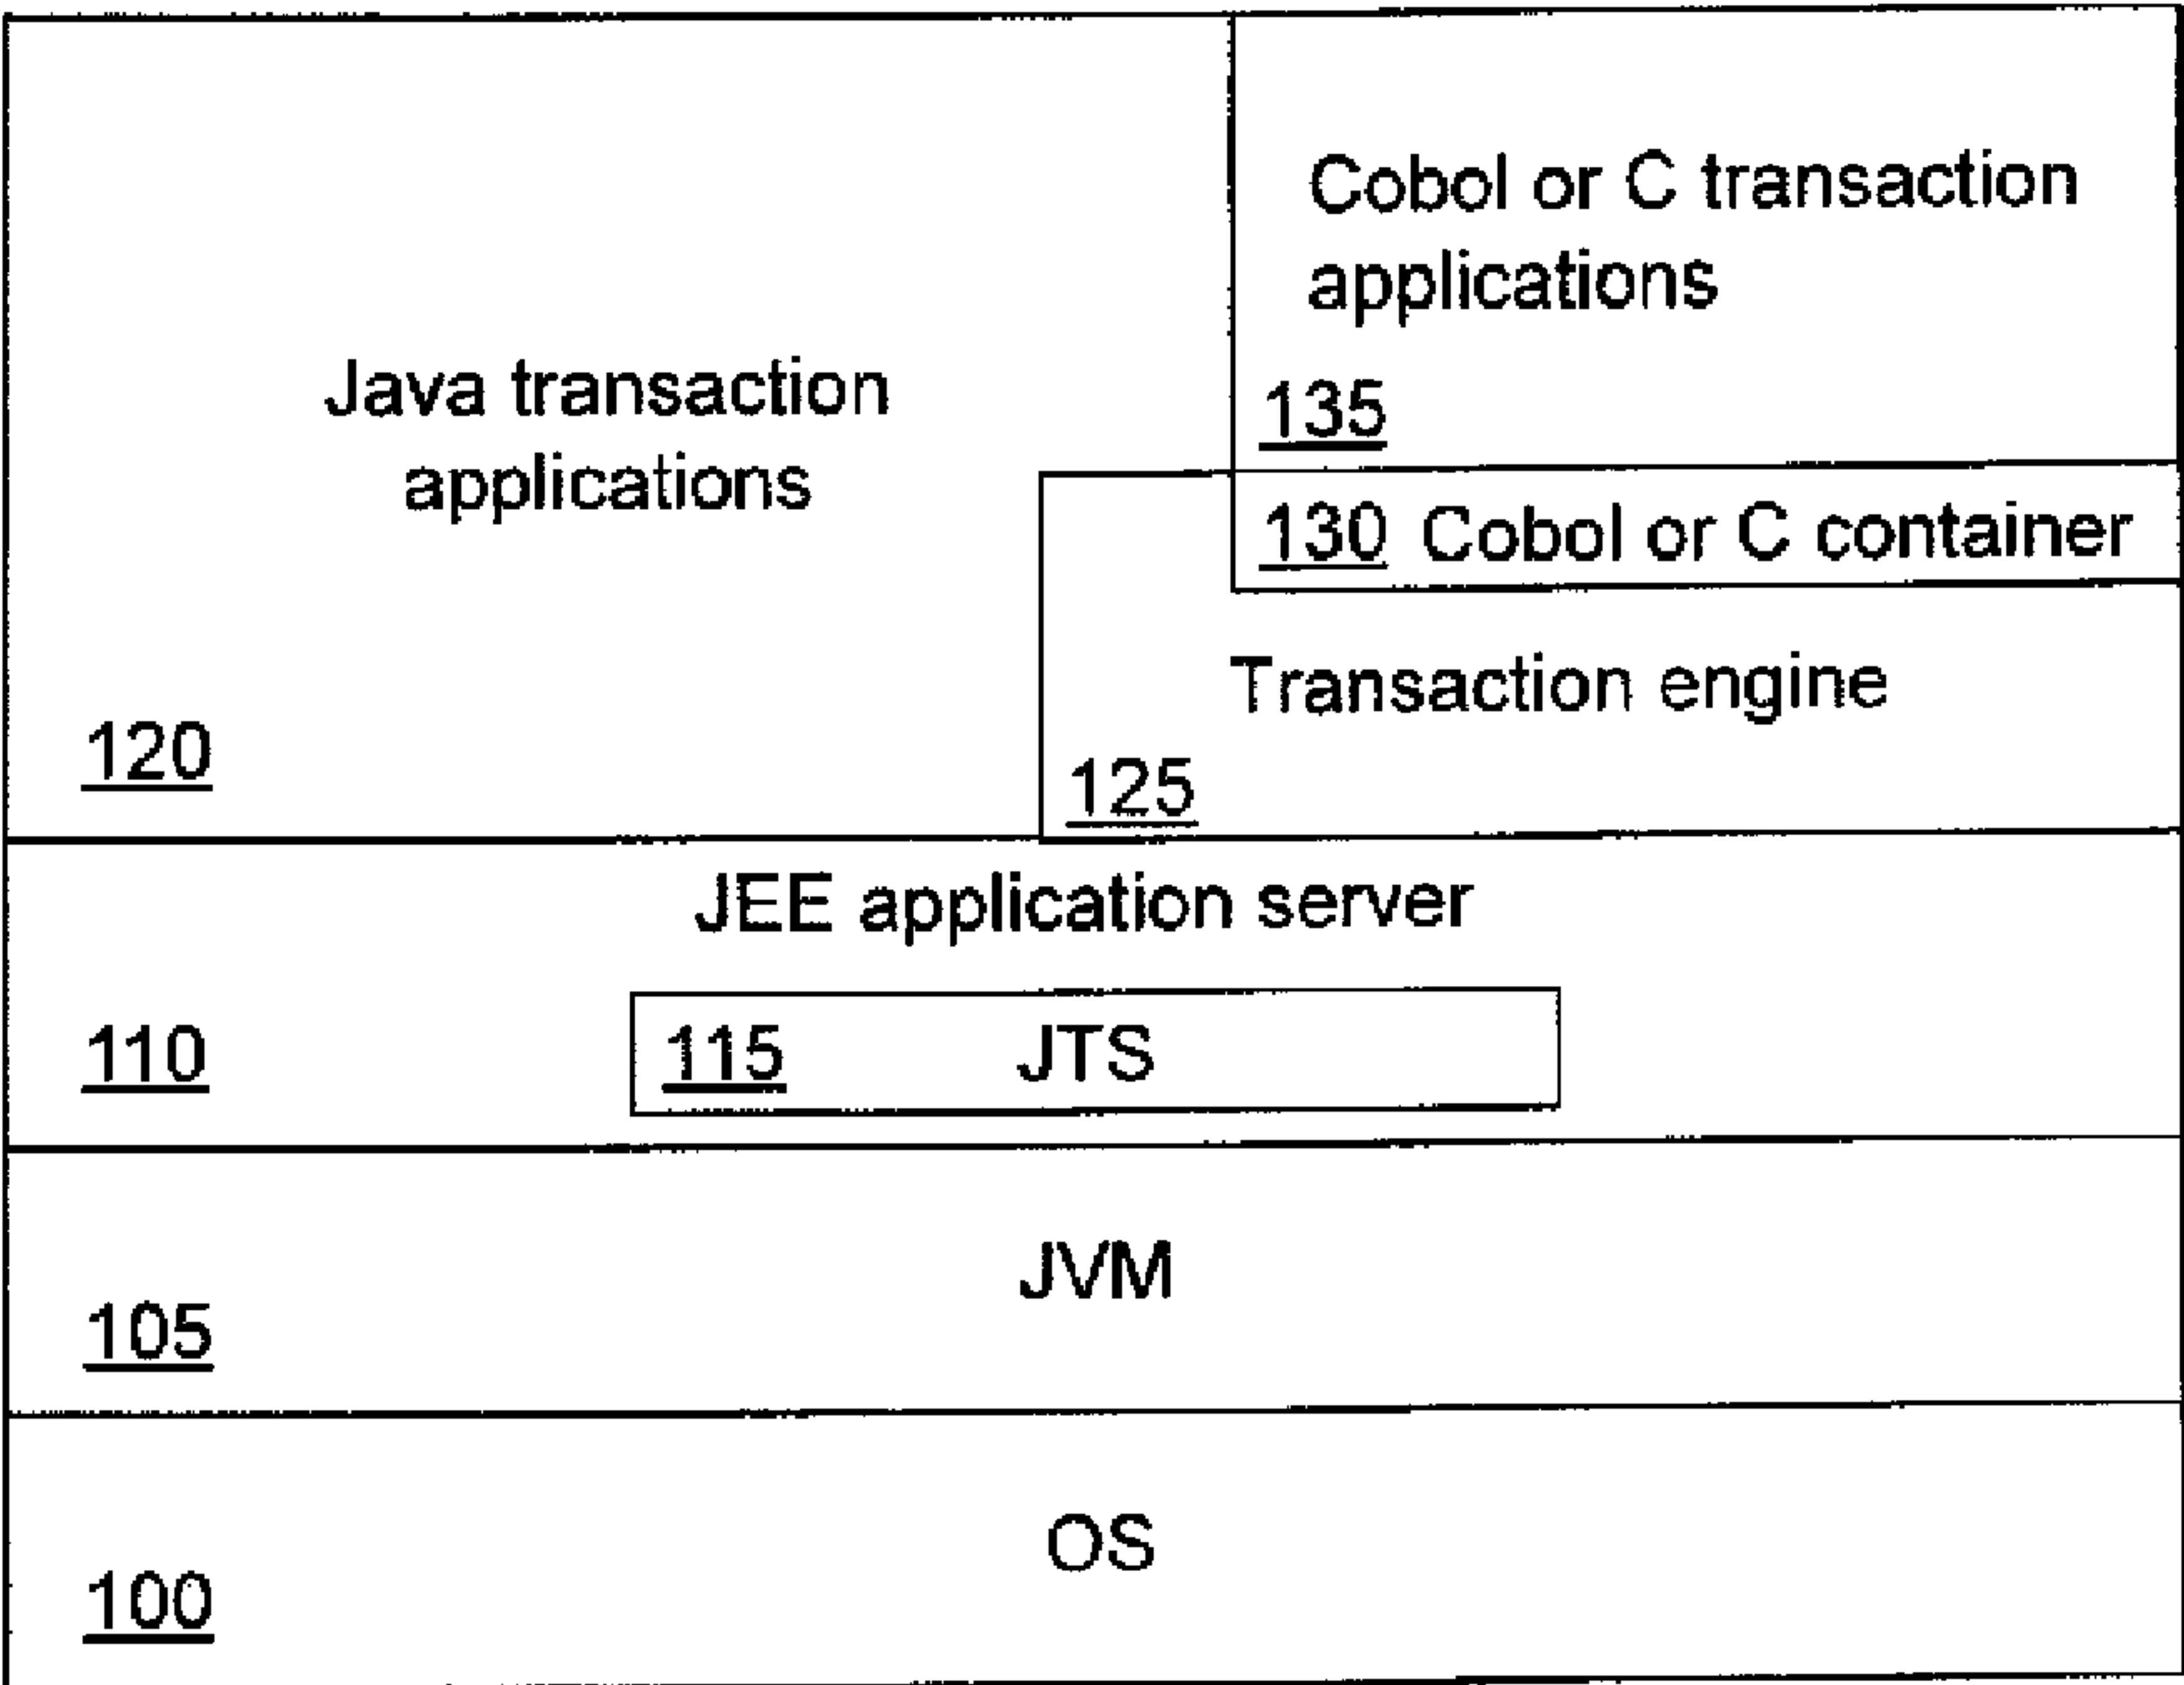 Cobol or C transaction
applications
135
Java transaction
applications
120
130 Cobol or C container
Transaction engine
125
JEE application server
110
115 JTS
JVM
105
OS
100